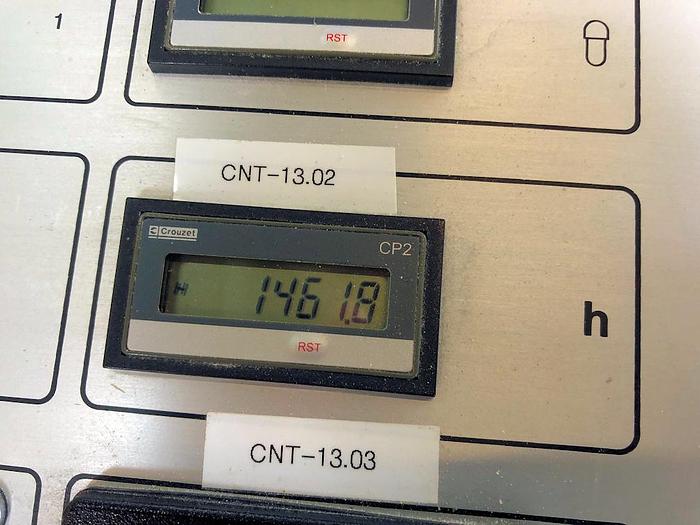 1
RST
CNT-13.02
Crouzet
CP2
H 1461.8
h
RST
CNT-13.03